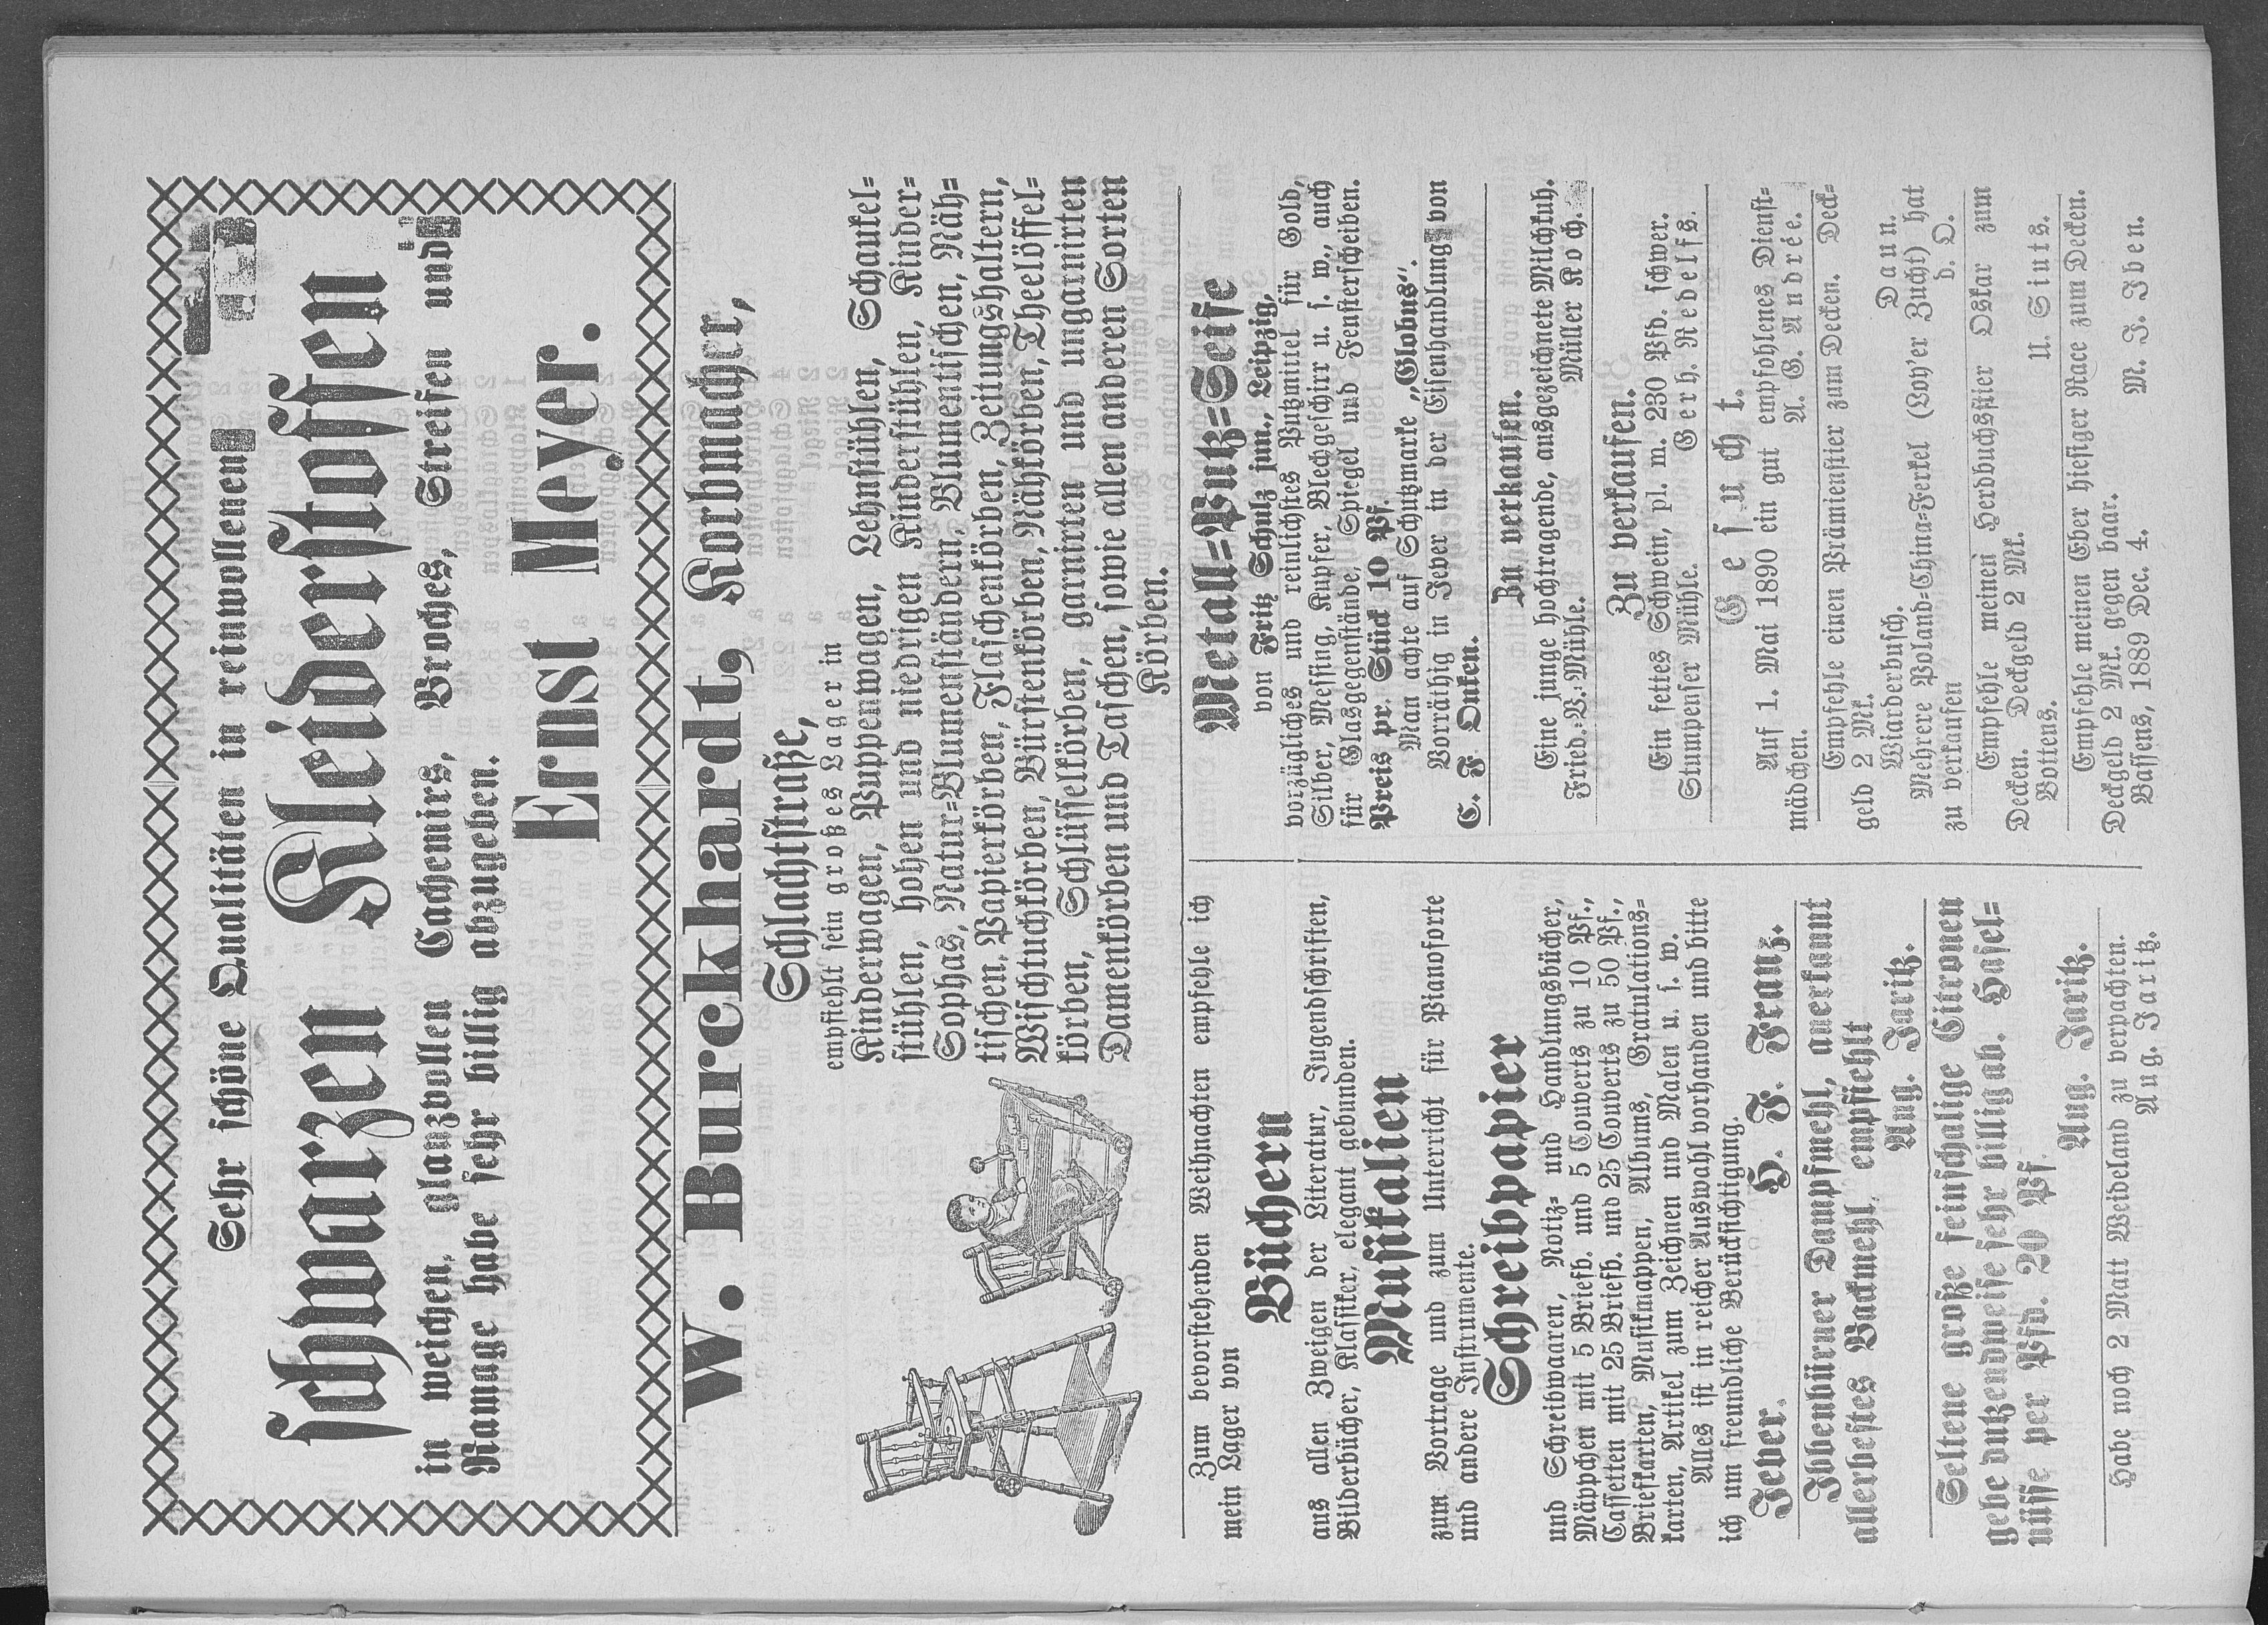 Sehr schöne Qualitäten in reinwollenen
schwarzen Kleiderstoffen
in weichen, glanzvollen Cachemirs, Broches, Streifen und
Ramage habe sehr billig abzugeben.
Ernst Meyer.
W. Burckhardt, Korbmacher,
Schlachtstraße,
empfiehlt sein großes Lager in
Kinderwagen, Puppenwagen, Lehnstühlen, Schaukel=
stühlen, hohen und niedrigen Kinderstühlen, Kinder=
Sophas, Natur=Blumenständern, Blumentischen, Näh=
tischen, Papierkörben, Flaschenkörben, Zeitungshaltern,
Wischtuchkörben, Bürstenkörben, Nähkörben, Theelöffel=
körben, Schlüsselkörben, garnirten und ungarnirten
Damenkörben und Taschen, sowie allen anderen Sorten
Körben.
Zum bevorstehenden Weihnachten empfehle ich
mein Lager von
Büchern
aus allen Zweigen der Literatur, Jugendschriften,
Bilderbücher, Klassiker, elegant gebunden.
Musikalien
zum Vortrage und zum Unterricht für Pianoforte
und andere Instrumente.
Schreibpapier
und Schreibwaaren, Notiz= und Handlungsbücher,
Mäppchen mit 5 Briefb. und 5 Couverts zu 10 Pf.,
Cassetten mit 25 Briefb. und 25 Couverts zu 50 Pf.,
Briefkarten, Musikmappen, Albums, Gratulations=
karten, Artikel zum Zeichnen und Malen u. s. w.
Alles ist in reicher Auswahl vorhanden und bitte
ich um freundliche Berücksichtigung.
Jever. H. F. Franz.
Ibbenbürner Dampfmehl, anerkannt
allerbestes Backmehl, empfiehlt
Aug. Jaritz.
Seltene große feinschalige Citronen
gebe dutzendweise sehr billig ab. Hasel=
nüsse per Pfd. 20 Pf.
Aug. Jaritz.
Habe noch 2 Matt Weideland zu verpachten.
Aug. Jaritz.
Metall=Putz=Seife
von Fritz Schulz jun., Leipzig,
vorzügliches und reinlichstes Putzmittel für Gold,
Silber, Messing, Kupfer, Blechgeschirr u. s. w., auch
für Glasgegenstände, Spiegel und Fensterscheiben.
Preis pr. Stück 10 Pf.
Man achte auf Schutzmarke „Globus“.
Vorräthig in Jever in der Eisenhandlung von
C. F. Onken.
Zu verkaufen.
Eine junge hochtragende, ausgezeichnete Milchkuh.
Fried.=V.=Mühle. Müller Koch.
Zu verkaufen.
Ein fettes Schwein, pl. m. 230 Pfd. schwer.
Stumpenser Mühle. Gerh. Redelfs.
Gesucht.
Auf 1. Mai 1890 ein gut empfohlenes Dienst=
mädchen. A. G. Andrée.
Empfehle einen Prämienstier zum Decken. Deck=
geld 2 Mk.
Wiarderbusch. Daun.
Mehrere Poland=China=Ferkel (Loy'er Zucht) hat
zu verkaufen d. O.
Empfehle meinen Herdbuchstier Oskar zum
Decken. Deckgeld 2 Mk.
Bottens. U. Siuts.
Empfehle meinen Eber hiesiger Race zum Decken.
Deckgeld 2 Mk. gegen baar.
Bassens, 1889 Dec. 4. M. J. Iben.